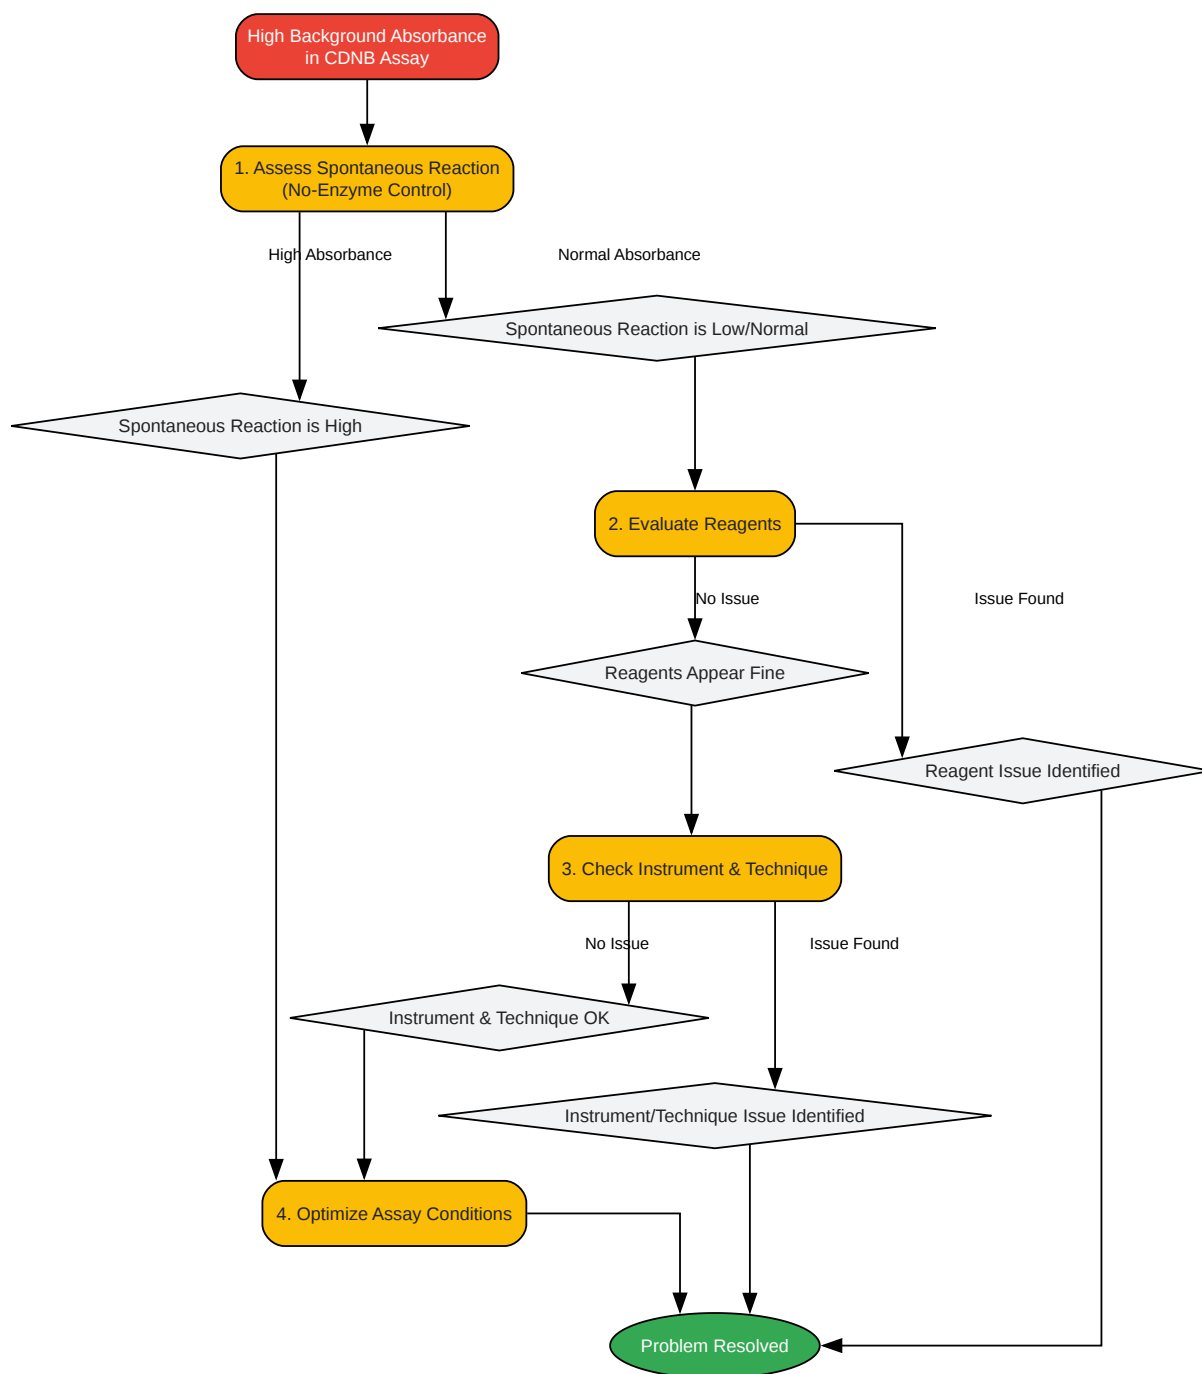 High Background Absorbance
in CDNB Assay
1. Assess Spontaneous Reaction
(No-Enzyme Control)
High Absorbance
Normal Absorbance
Spontaneous Reaction is Low/Normal
Spontaneous Reaction is High
2. Evaluate Reagents
No Issue
Issue Found
Reagents Appear Fine
Reagent Issue Identified
3. Check Instrument & Technique
No Issue
Issue Found
Instrument & Technique OK
Instrument/Technique Issue Identified
4. Optimize Assay Conditions
Problem Resolved